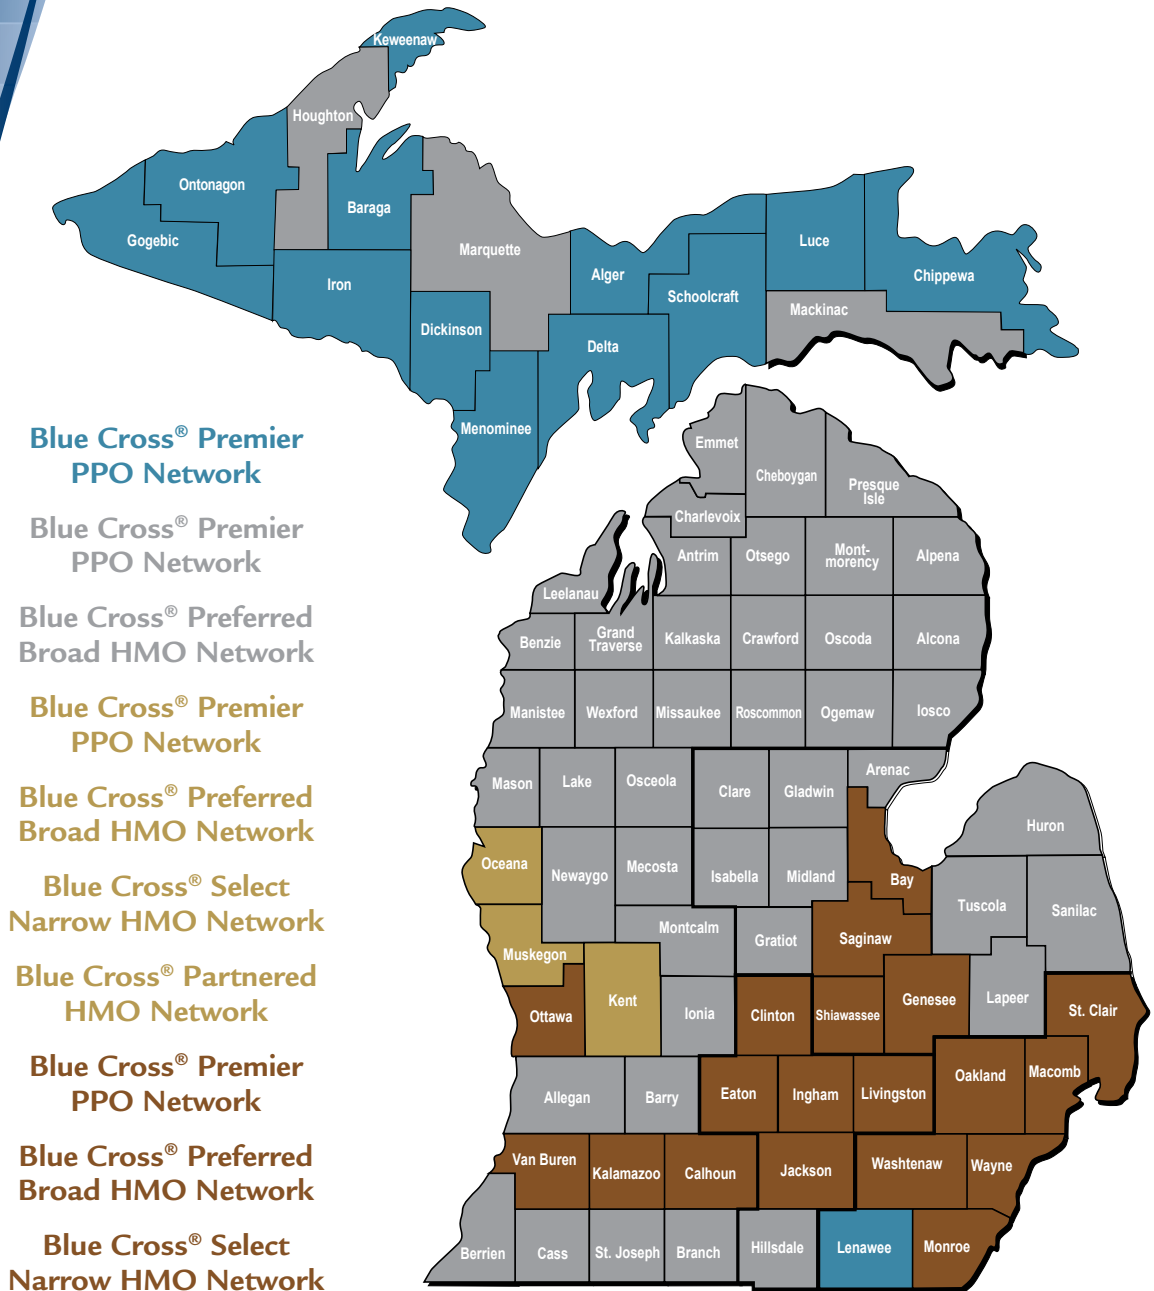 Keweenaw
Houghton
Ontonagon
Baraga
Gogebic
Marquette
Luce
Iron
Alger
Chippewa
Schoolcraft
Mackinac
Dickinson
Delta
Menominee
Blue Cross® Premier
PPO Network
Blue Cross® Premier
PPO Network
Blue Cross® Preferred
Broad HMO Network
Blue Cross® Premier
PPO Network
Blue Cross® Preferred
Broad HMO Network
Blue Cross® Select
Narrow HMO Network
Blue Cross® Partnered
HMO Network
Blue Cross® Premier
PPO Network
Blue Cross® Preferred
Broad HMO Network
Blue Cross® Select
Narrow HMO Network
Emmet
Cheboygan
Presque
Isle
Charlevoix
Antrim
Otsego
Mont-
morency
Alpena
Leelanau
Benzie
Grand
Traverse
Kalkaska
Crawford
Oscoda
Alcona
Manistee
Wexford
Missaukee
Roscommon
Ogemaw
Iosco
Mason
Lake
Osceola
Clare
Gladwin
Arenac
Huron
Oceana
Newaygo
Mecosta
Isabella
Midland
Bay
Tuscola
Sanilac
Muskegon
Montcalm
Gratiot
Saginaw
Ottawa
Kent
Ionia
Clinton
Shiawassee
Genesee
Lapeer
St. Clair
Allegan
Barry
Eaton
Ingham
Livingston
Oakland
Macomb
Van Buren
Kalamazoo
Calhoun
Jackson
Washtenaw
Wayne
Berrien
Cass
St. Joseph
Branch
Hillsdale
Lenawee
Monroe